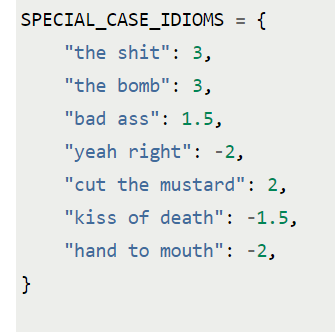 SPECIAL_CASE_IDIOMS = {
    "the shit": 3,
    "the bomb": 3,
    "bad ass": 1.5,
    "yeah right": -2,
    "cut the mustard": 2,
    "kiss of death": -1.5,
    "hand to mouth": -2,
}